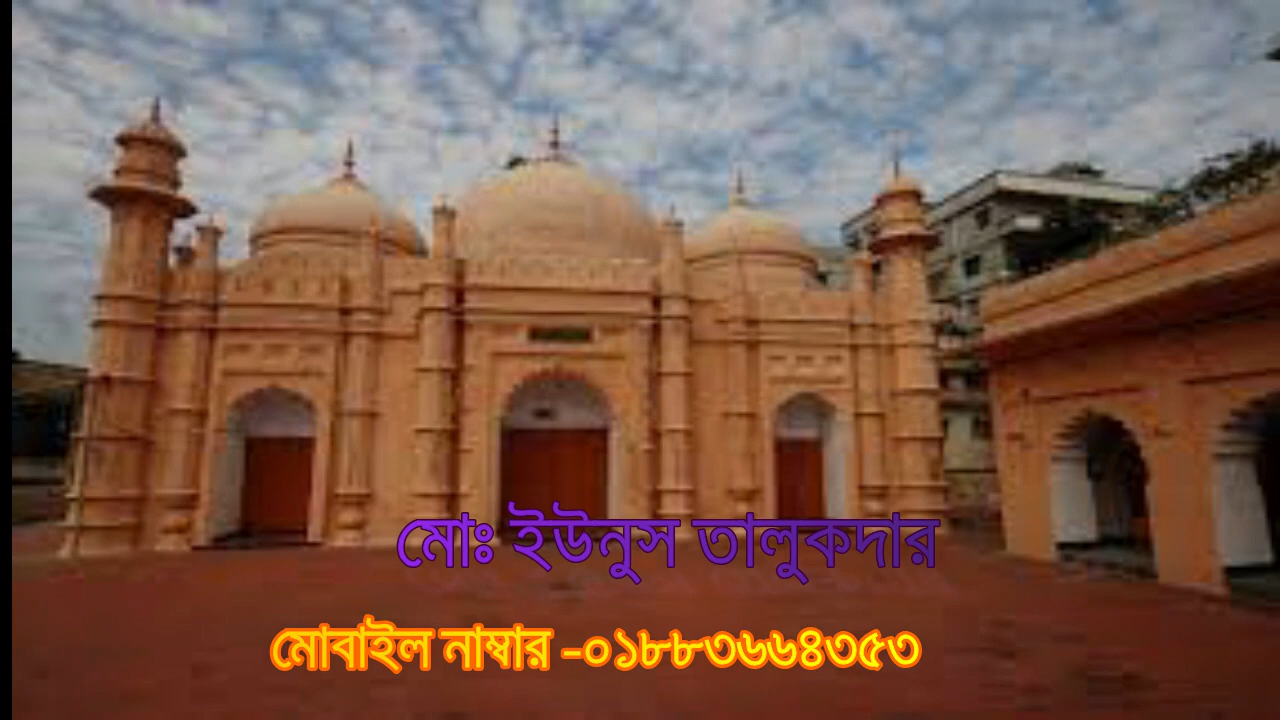 মোঃ ইউনুস তালুকদার
মোবাইল নাম্বার -০১৮৮৩৬৬৪৩৫৩